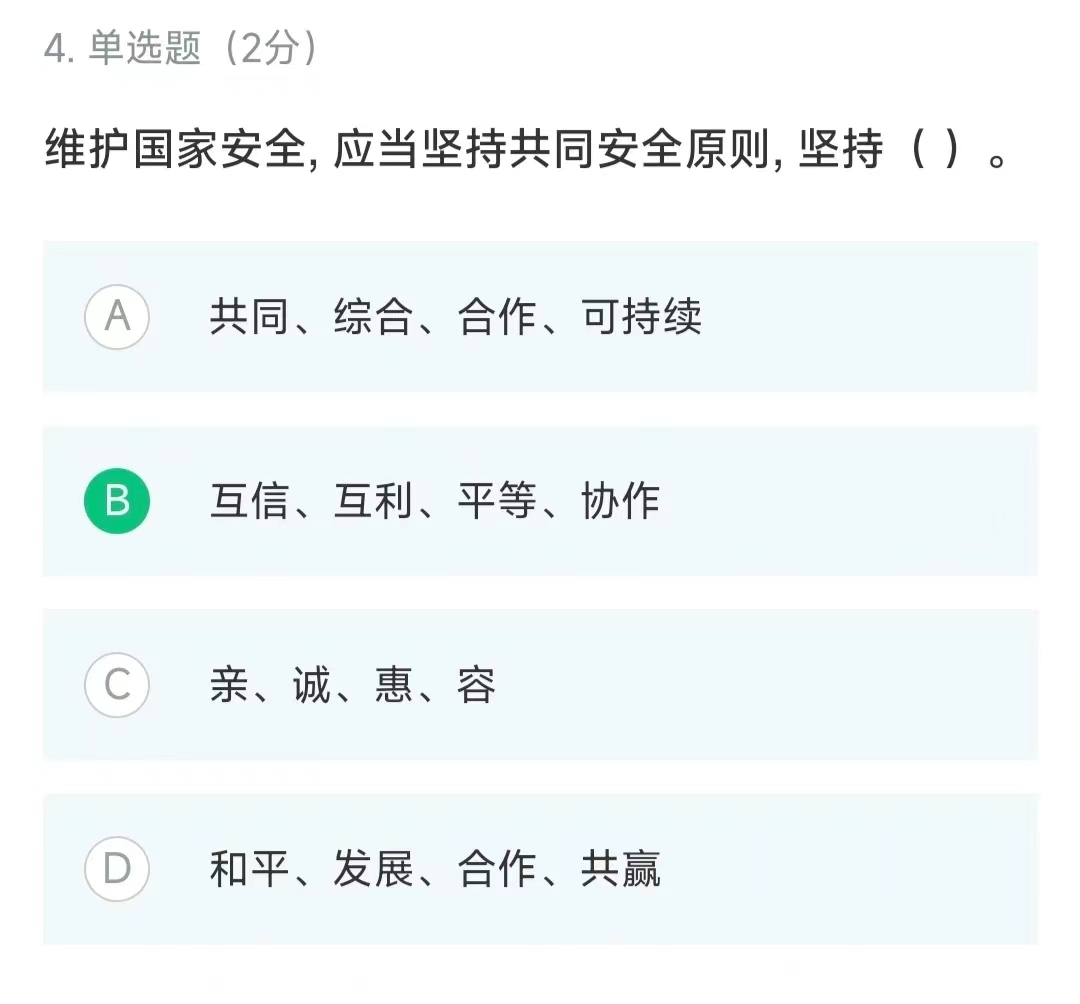 4. 单选题（2分）
维护国家安全, 应当坚持共同安全原则, 坚持（ ）。
A 共同、综合、合作、可持续
B 互信、互利、平等、协作
C 亲、诚、惠、容
D 和平、发展、合作、共赢